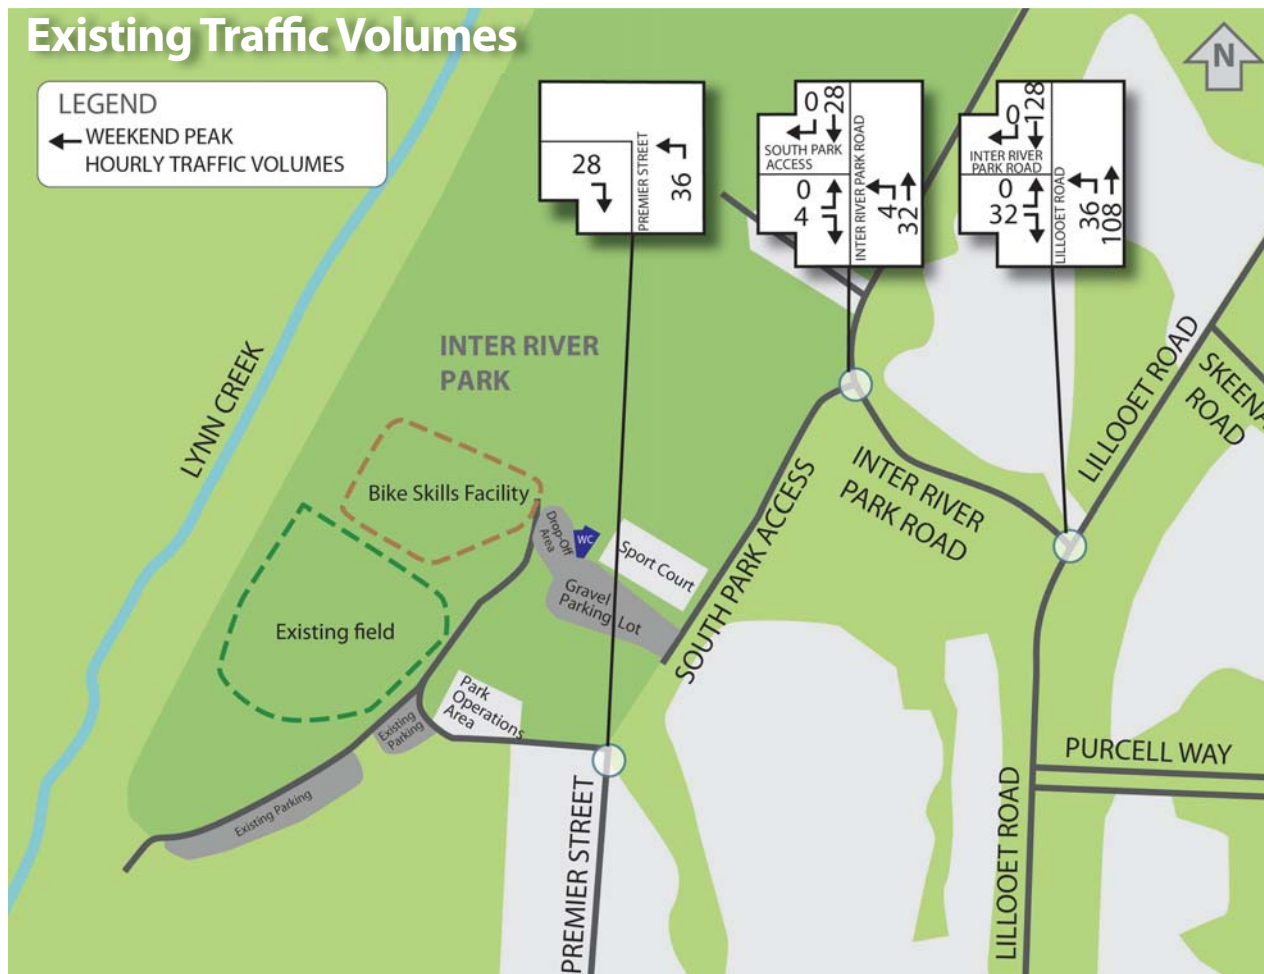 Existing Traffic Volumes
N
LEGEND
WEEKEND PEAK
HOURLY TRAFFIC VOLUMES
28
PREMIER STREET
36
0
28
SOUTH PARK
ACCESS
0
4
INTER RIVER PARK ROAD
4
32
0
128
INTER RIVER
PARK ROAD
0
32
LILLOOET ROAD
36
108
LYNN CREEK
INTER RIVER
PARK
LILLOOET ROAD
SKEENA
ROAD
Bike Skills Facility
Drop-Off
Area
WC
Sport Court
Gravel
Parking Lot
SOUTH PARK ACCESS
INTER RIVER
PARK ROAD
Existing field
Park
Operations
Area
Existing
Parking
Existing Parking
PREMIER STREET
LILLOOET ROAD
PURCELL WAY